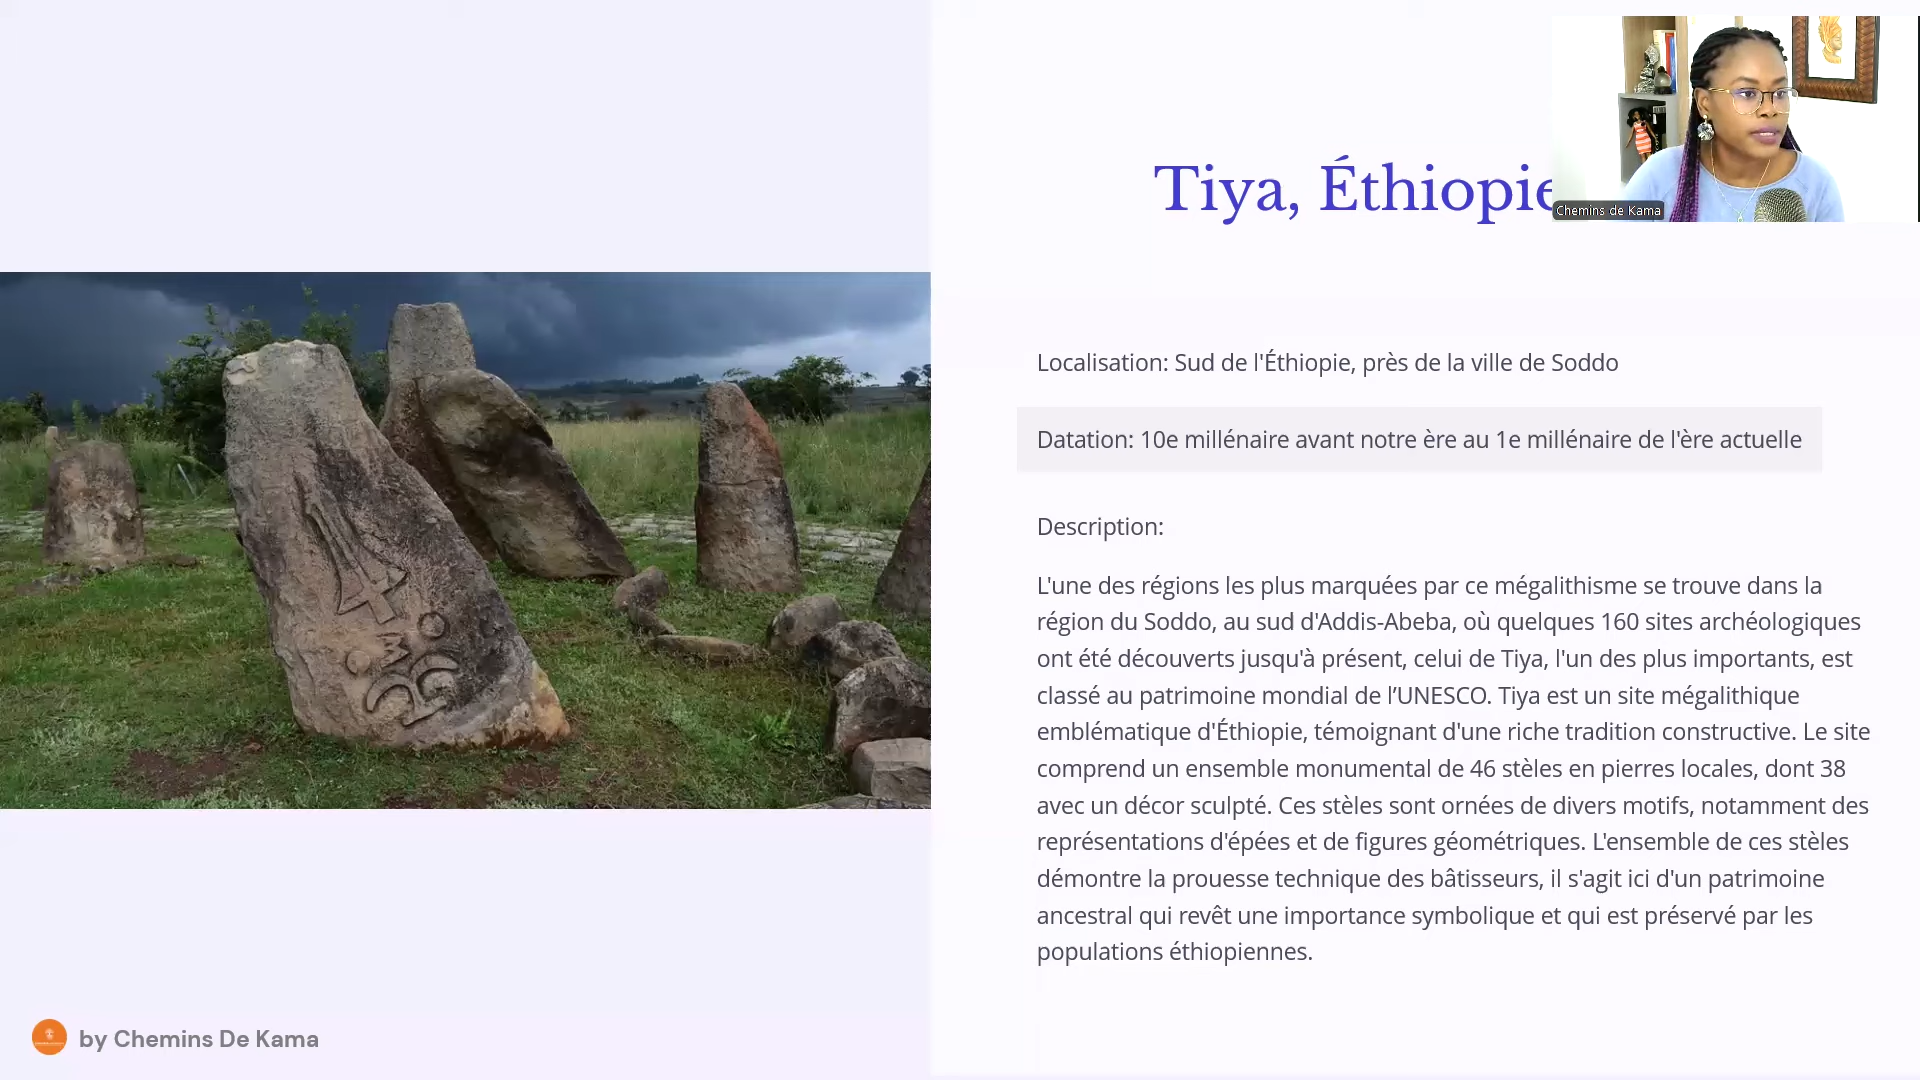 Tiya, Éthiopie
Chemins de Kama
Localisation: Sud de l'Éthiopie, près de la ville de Soddo
Datation: 10e millénaire avant notre ère au 1e millénaire de l'ère actuelle
Description:
L'une des régions les plus marquées par ce mégalithisme se trouve dans la
région du Soddo, au sud d'Addis-Abeba, où quelques 160 sites archéologiques
ont été découverts jusqu'à présent, celui de Tiya, l'un des plus importants, est
classé au patrimoine mondial de l’UNESCO. Tiya est un site mégalithique
emblématique d'Éthiopie, témoignant d'une riche tradition constructive. Le site
comprend un ensemble monumental de 46 stèles en pierres locales, dont 38
avec un décor sculpté. Ces stèles sont ornées de divers motifs, notamment des
représentations d'épées et de figures géométriques. L'ensemble de ces stèles
démontre la prouesse technique des bâtisseurs, il s'agit ici d'un patrimoine
ancestral qui revêt une importance symbolique et qui est préservé par les
populations éthiopiennes.
by Chemins De Kama